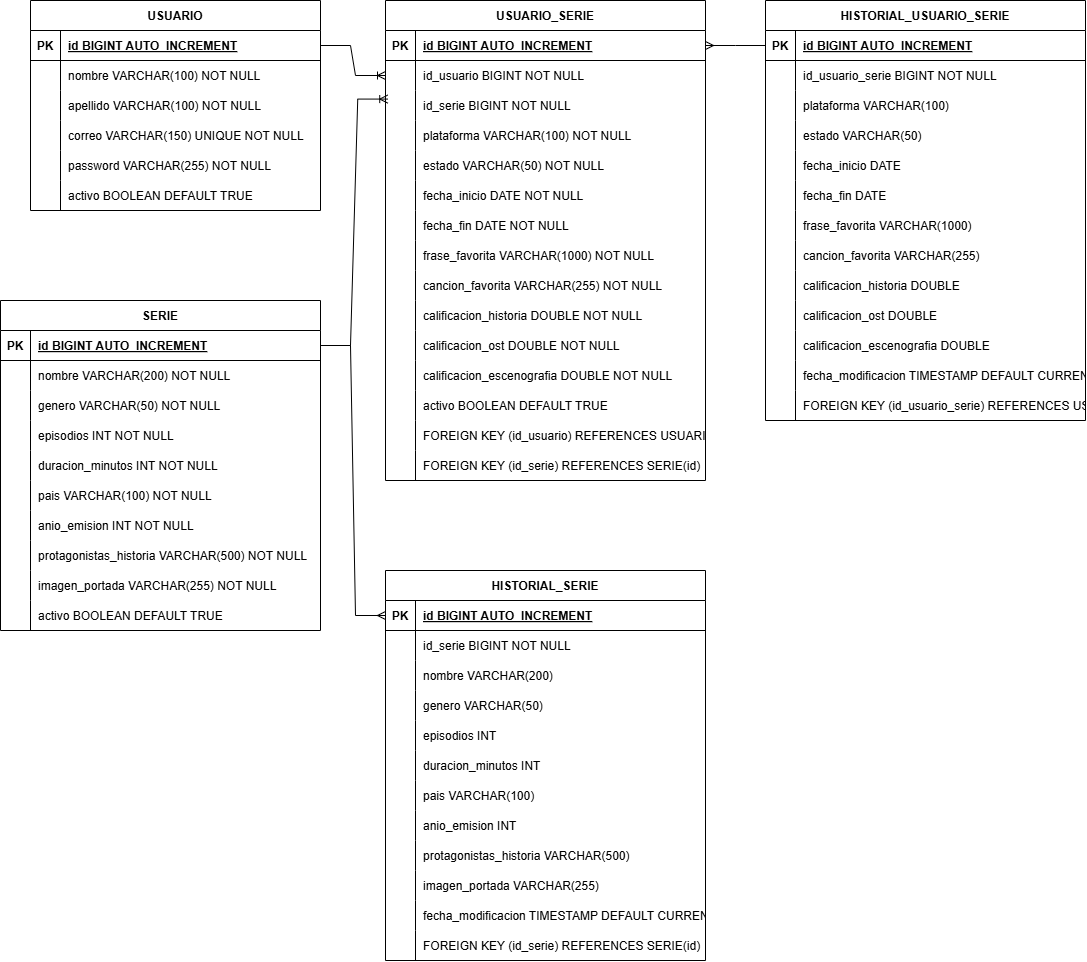 USUARIO
PK
id BIGINT AUTO_INCREMENT
nombre VARCHAR(100) NOT NULL
apellido VARCHAR(100) NOT NULL
correo VARCHAR(150) UNIQUE NOT NULL
password VARCHAR(255) NOT NULL
activo BOOLEAN DEFAULT TRUE
USUARIO_SERIE
PK
id BIGINT AUTO_INCREMENT
id_usuario BIGINT NOT NULL
id_serie BIGINT NOT NULL
plataforma VARCHAR(100) NOT NULL
estado VARCHAR(50) NOT NULL
fecha_inicio DATE NOT NULL
fecha_fin DATE NOT NULL
frase_favorita VARCHAR(1000) NOT NULL
cancion_favorita VARCHAR(255) NOT NULL
calificacion_historia DOUBLE NOT NULL
calificacion_ost DOUBLE NOT NULL
calificacion_escenografia DOUBLE NOT NULL
activo BOOLEAN DEFAULT TRUE
FOREIGN KEY (id_usuario) REFERENCES USUARI
FOREIGN KEY (id_serie) REFERENCES SERIE(id)
HISTORIAL_USUARIO_SERIE
PK
id BIGINT AUTO_INCREMENT
id_usuario_serie BIGINT NOT NULL
plataforma VARCHAR(100)
estado VARCHAR(50)
fecha_inicio DATE
fecha_fin DATE
frase_favorita VARCHAR(1000)
cancion_favorita VARCHAR(255)
calificacion_historia DOUBLE
calificacion_ost DOUBLE
calificacion_escenografia DOUBLE
fecha_modificacion TIMESTAMP DEFAULT CURREN
FOREIGN KEY (id_usuario_serie) REFERENCES US
SERIE
PK
id BIGINT AUTO_INCREMENT
nombre VARCHAR(200) NOT NULL
genero VARCHAR(50) NOT NULL
episodios INT NOT NULL
duracion_minutos INT NOT NULL
pais VARCHAR(100) NOT NULL
anio_emision INT NOT NULL
protagonistas_historia VARCHAR(500) NOT NULL
imagen_portada VARCHAR(255) NOT NULL
activo BOOLEAN DEFAULT TRUE
HISTORIAL_SERIE
PK
id BIGINT AUTO_INCREMENT
id_serie BIGINT NOT NULL
nombre VARCHAR(200)
genero VARCHAR(50)
episodios INT
duracion_minutos INT
pais VARCHAR(100)
anio_emision INT
protagonistas_historia VARCHAR(500)
imagen_portada VARCHAR(255)
fecha_modificacion TIMESTAMP DEFAULT CURREN
FOREIGN KEY (id_serie) REFERENCES SERIE(id)